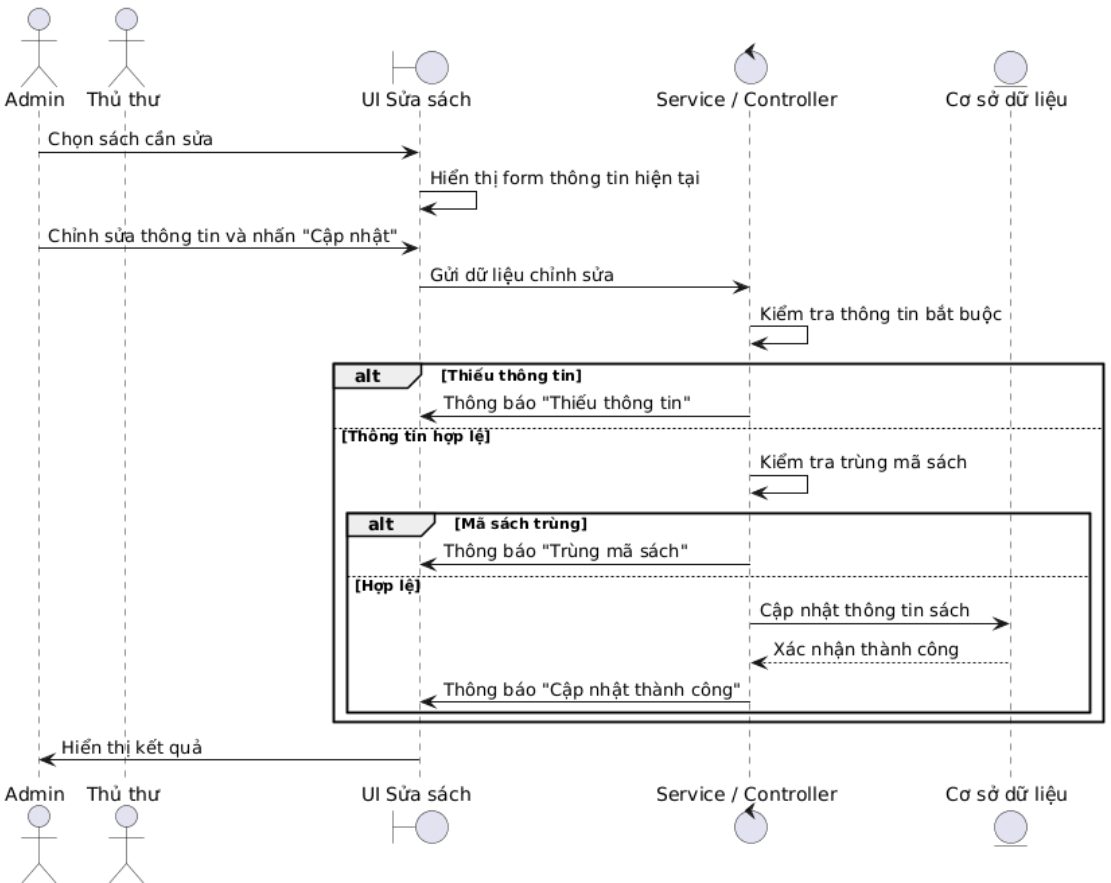 Admin Thủ thư UI Sửa sách Service / Controller Cơ sở dữ liệu
Chọn sách cần sửa
Hiển thị form thông tin hiện tại
Chỉnh sửa thông tin và nhấn "Cập nhật"
Gửi dữ liệu chỉnh sửa
Kiểm tra thông tin bắt buộc
alt [Thiếu thông tin]
Thông báo "Thiếu thông tin"
[Thông tin hợp lệ]
Kiểm tra trùng mã sách
alt [Mã sách trùng]
Thông báo "Trùng mã sách"
[Hợp lệ]
Cập nhật thông tin sách
Xác nhận thành công
Thông báo "Cập nhật thành công"
Hiển thị kết quả
Admin Thủ thư UI Sửa sách Service / Controller Cơ sở dữ liệu